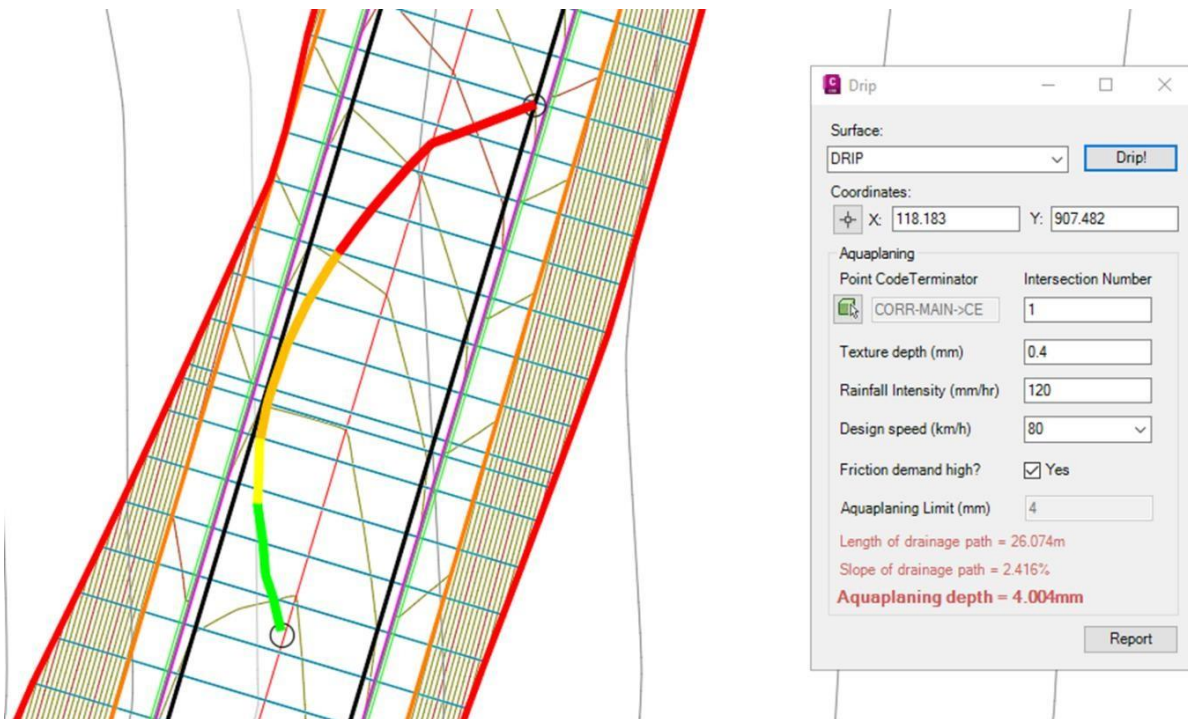 Drip
Surface:
DRIP Drip!
Coordinates:
X: 118.183 Y: 907.482
Aquaplaning
Point CodeTerminator Intersection Number
CORR-MAIN->CE 1
Texture depth (mm) 0.4
Rainfall Intensity (mm/hr) 120
Design speed (km/h) 80
Friction demand high? Yes
Aquaplaning Limit (mm) 4
Length of drainage path = 26.074m
Slope of drainage path = 2.416%
Aquaplaning depth = 4.004mm
Report